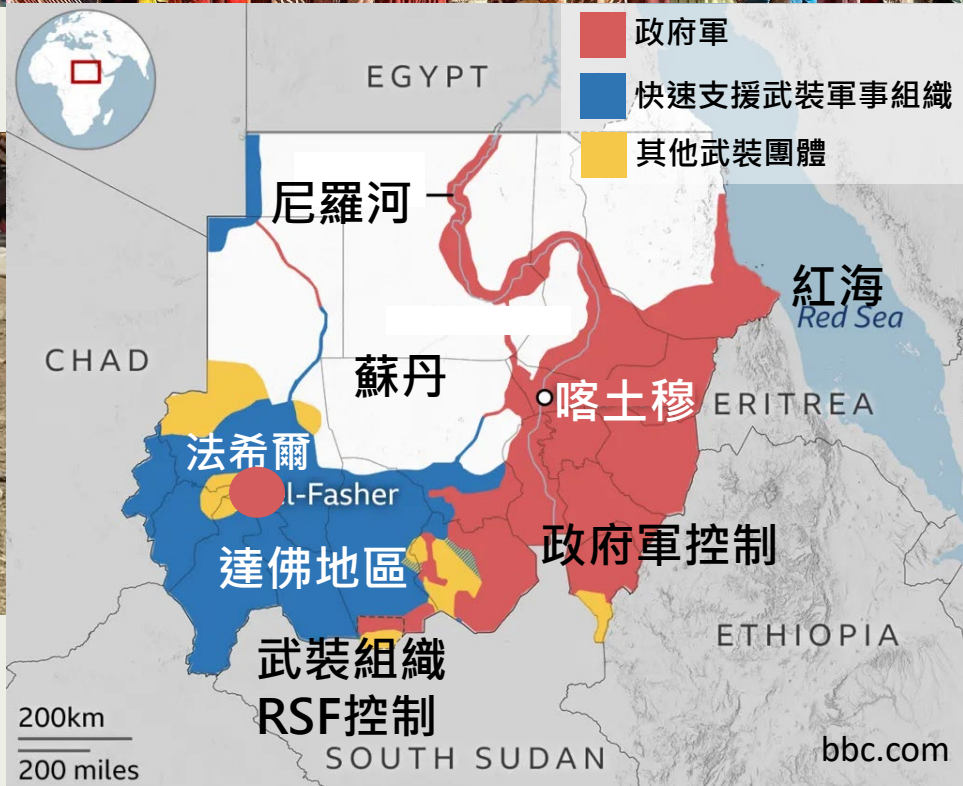 政府軍
EGYPT
快速支援武裝軍事組織
其他武裝團體
尼羅河
紅海
Red Sea
CHAD
蘇丹
喀土穆
ERITREA
法希爾
l-Fasher
達佛地區
政府軍控制
ETHIOPIA
武裝組織
RSF控制
200km
200 miles
SOUTH SUDAN
bbc.com